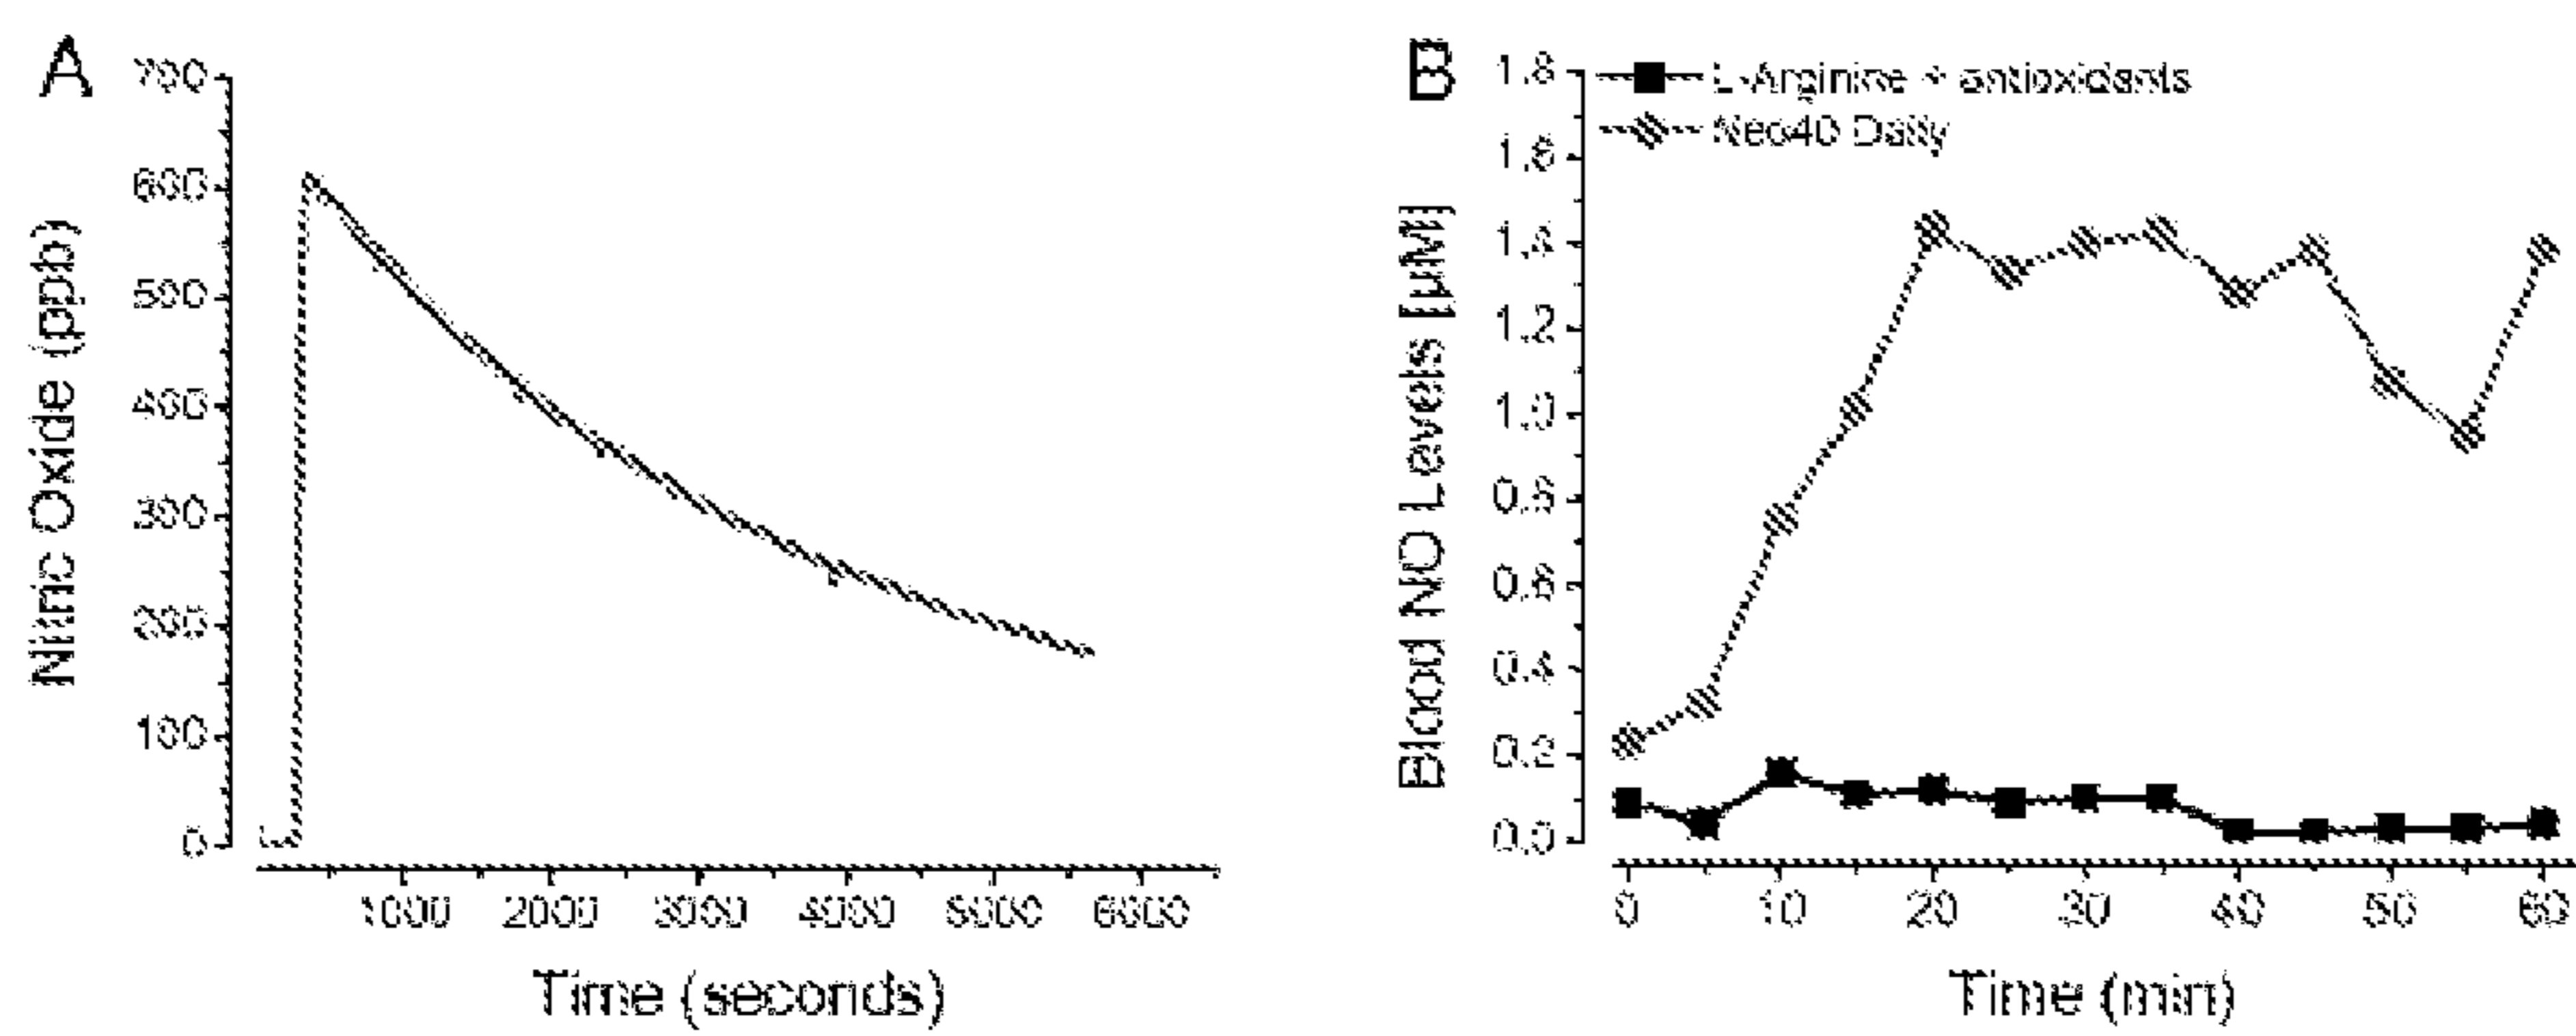 A
700
600
500
400
300
200
100
0
Nitric Oxide (ppb)
1000 2000 3000 4000 5000 6000
Time (seconds)
B
L-Arginine + antioxidants
Neo40 Daily
1.8
1.6
1.4
1.2
1.0
0.8
0.6
0.4
0.2
0.0
Blood NO Levels [µM]
0 10 20 30 40 50 60
Time (min)